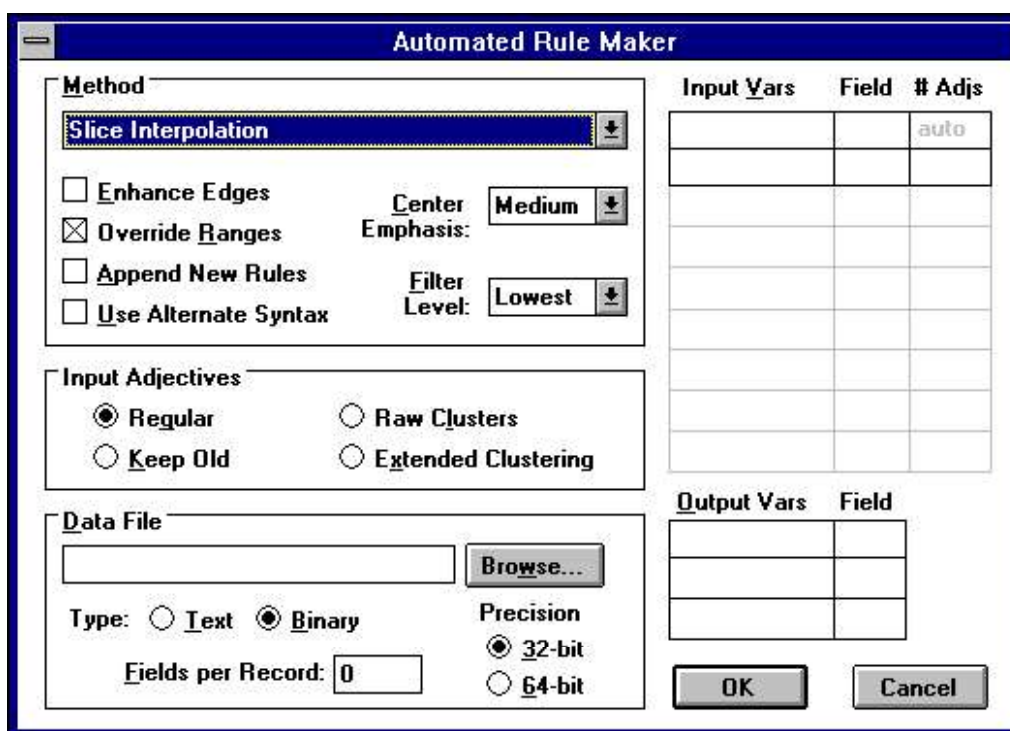 Automated Rule Maker
Method
Slice Interpolation
Enhance Edges
Override Ranges
Append New Rules
Use Alternate Syntax
Center
Emphasis:
Medium
Filter
Level:
Lowest
Input Adjectives
Regular
Raw Clusters
Keep Old
Extended Clustering
Data File
Browse...
Type:
Text
Binary
Precision
32-bit
64-bit
Fields per Record:
0
Input Vars Field # Adjs
auto
Output Vars Field
OK
Cancel